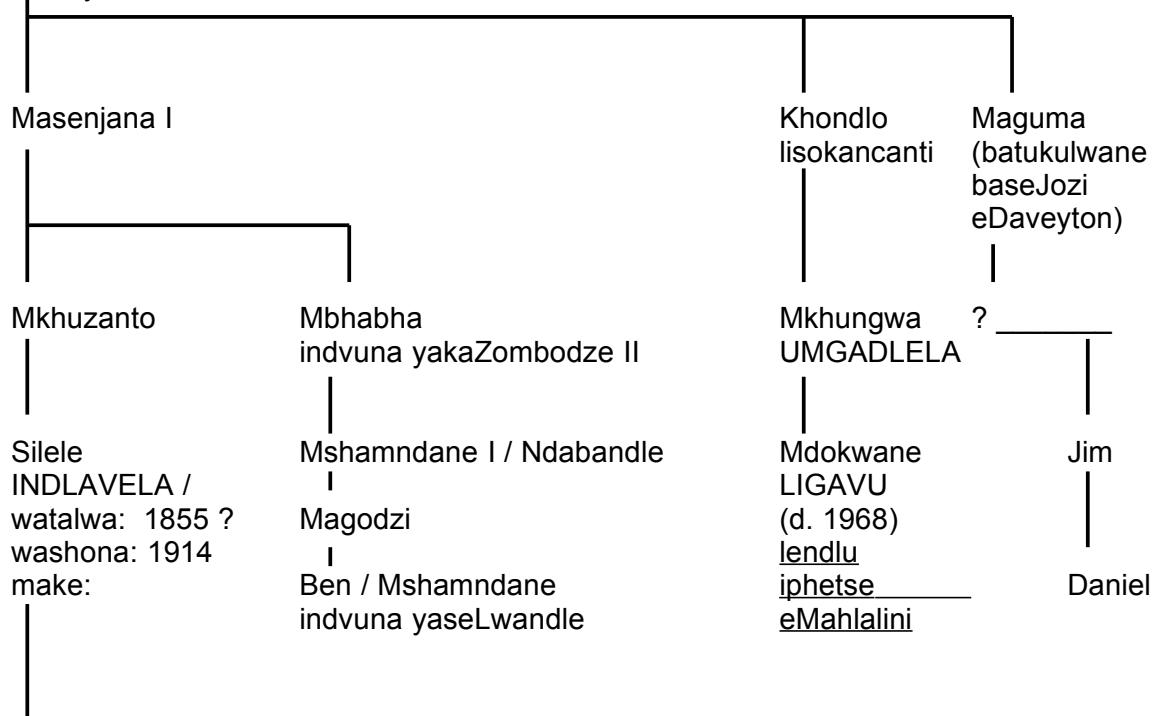 Masenjana I
Khondlo
lisokancanti
Maguma
(batukulwane
baseJozi
eDaveyton)
Mkhuzanto
Mbhabha
indvuna yakaZombodze II
Mkhungwa
UMGADLELA
? _______
Silele
INDLAVELA /
watalwa: 1855 ?
washona: 1914
make:
Mshamndane I / Ndabandle
Magodzi
Ben / Mshamndane
indvuna yaseLwandle
Mdokwane
LIGAVU
(d. 1968)
lendlu
iphetse
eMahlalini
Jim
Daniel